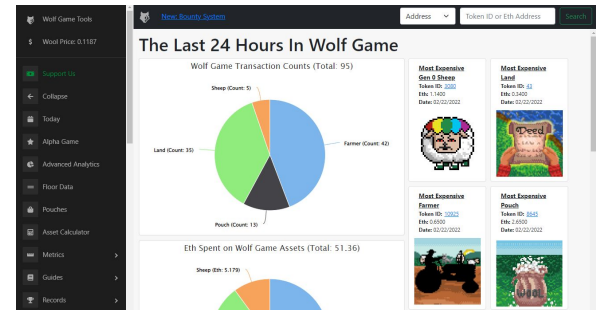 Wolf Game Tools
$ Wool Price: 0.1187
Support Us
Collapse
Today
Alpha Game
Advanced Analytics
Floor Data
Pouches
Asset Calculator
Metrics
Guides
Records
New: Bounty System
Address
Token ID or Eth Address
Search
The Last 24 Hours In Wolf Game
Wolf Game Transaction Counts (Total: 95)
Sheep (Count: 5)
Farmer (Count: 42)
Land (Count: 35)
Pouch (Count: 13)
Eth Spent on Wolf Game Assets (Total: 51.36)
Sheep (Eth: 5.179)
Most Expensive
Gen 0 Sheep
Eth: 1.1400
Date: 02/22/2022
Most Expensive
Land
Token ID: 43
Eth: 0.3400
Date: 02/22/2022
Deed
Most Expensive
Farmer
Token ID: 10925
Eth: 0.6500
Date: 02/22/2022
Most Expensive
Pouch
Token ID: 8645
Eth: 2.6500
Date: 02/22/2022
WOOL